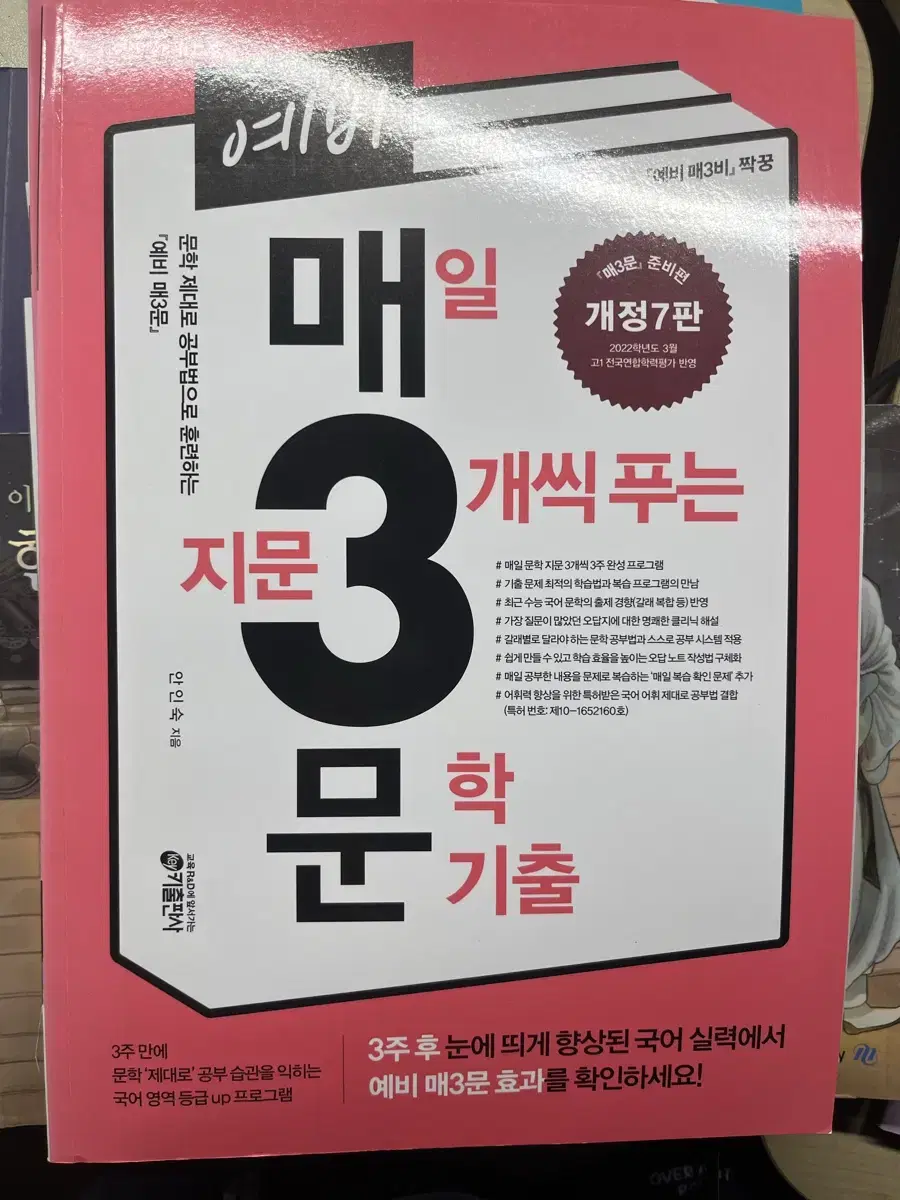 예비
『예비 매3비』 짝꿍
문학 제대로 공부법으로 훈련하는
『예비 매3문』
매일
지문 3개씩 푸는
문학
기출
『매3문』 준비편
개정7판
2022학년도 3월
고1 전국연합학력평가 반영
# 매일 문학 지문 3개씩 3주 완성 프로그램
# 기출 문제 최적의 학습법과 복습 프로그램의 만남
# 최근 수능 국어 문학의 출제 경향(갈래 복합 등) 반영
# 가장 질문이 많았던 오답지에 대한 명쾌한 클리닉 해설
# 갈래별로 달라야 하는 문학 공부법과 스스로 공부 시스템 적용
# 쉽게 만들 수 있고 학습 효율을 높이는 오답 노트 작성법 구체화
# 매일 공부한 내용을 문제로 복습하는 '매일 복습 확인 문제' 추가
# 어휘력 향상을 위한 특허받은 국어 어휘 제대로 공부법 결합
(특허 번호: 제10-1652160호)
안인숙 지음
교육 R&D에 앞서가는
Key 키출판사
3주 만에
문학 '제대로' 공부 습관을 익히는
국어 영역 등급 up 프로그램
3주 후 눈에 띄게 향상된 국어 실력에서
예비 매3문 효과를 확인하세요!
이
OVER